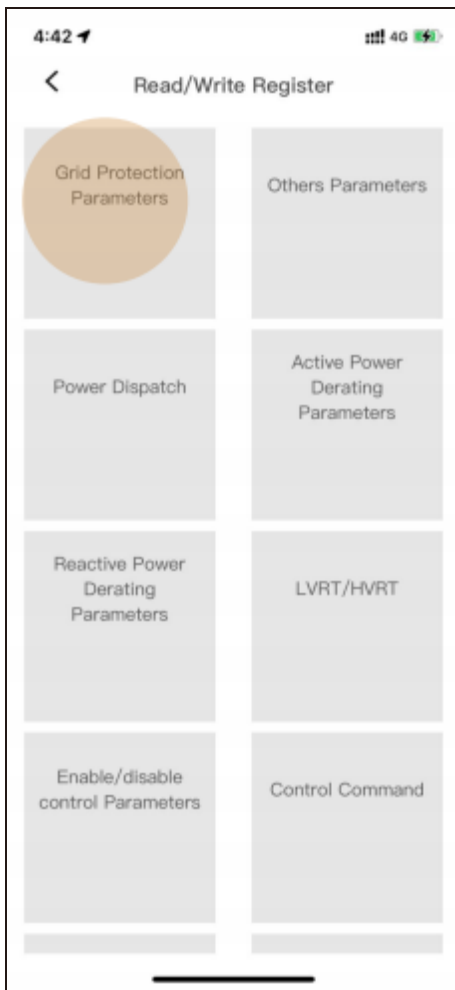 4:42 4G
Read/Write Register
Grid Protection
Parameters
Others Parameters
Power Dispatch
Active Power
Derating
Parameters
Reactive Power
Derating
Parameters
LVRT/HVRT
Enable/disable
control Parameters
Control Command